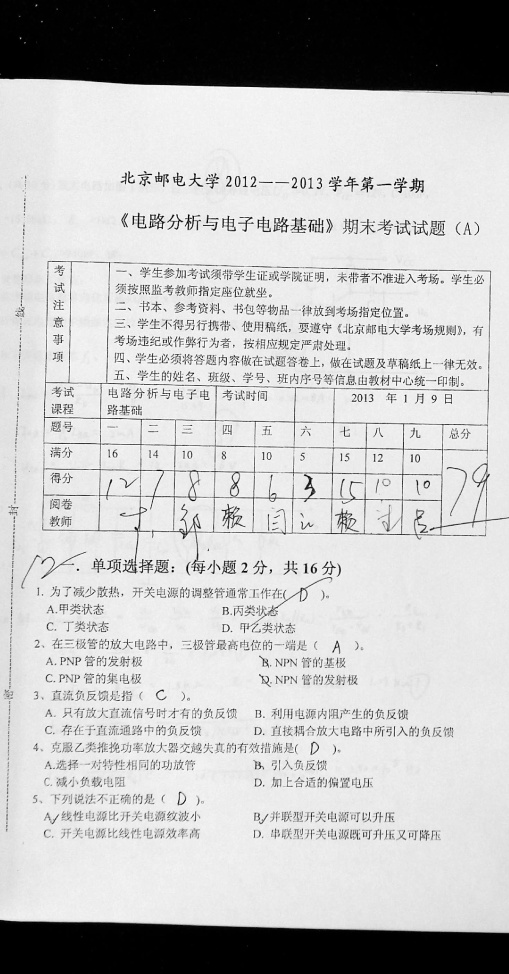 北京邮电大学2012——2013学年第一学期
《电路分析与电子电路基础》期末考试试题（A）
考试注意事项
一、学生参加考试须带学生证或学院证明，未带者不准进入考场。学生必
须按照监考教师指定座位就坐。
二、书本、参考资料、书包等物品一律放到考场指定位置。
三、学生不得另行携带、使用稿纸，要遵守《北京邮电大学考场规则》，有
考场违纪或作弊行为者，按相应规定严肃处理。
四、学生必须将答题内容做在试题答卷上，做在试题及草稿纸上一律无效。
五、学生的姓名、班级、学号、班内序号等信息由教材中心统一印制。
考试课程 电路分析与电子电路基础 考试时间 2013 年 1 月 9 日
题号 一 二 三 四 五 六 七 八 九 总分
满分 16 14 10 8 10 5 15 12 10
得分 12 7 8 8 6 3 15 10 10 79
阅卷教师
12
一．单项选择题：(每小题 2 分，共 16 分)
1. 为了减少散热，开关电源的调整管通常工作在( D )。
A.甲类状态 B.丙类状态
C. 丁类状态 D. 甲乙类状态
2、在三极管的放大电路中，三极管最高电位的一端是（ A ）。
A. PNP 管的发射极 B. NPN 管的基极
C. PNP 管的集电极 D. NPN 管的发射极
3、直流负反馈是指（ C ）。
A. 只有放大直流信号时才有的负反馈 B. 利用电源内阻产生的负反馈
C. 存在于直流通路中的负反馈 D. 直接耦合放大电路中所引入的负反馈
4、克服乙类推挽功率放大器交越失真的有效措施是( D )。
A.选择一对特性相同的功放管 B. 引入负反馈
C. 减小负载电阻 D. 加上合适的偏置电压
5、下列说法不正确的是（ D ）。
A/线性电源比开关电源纹波小 B/并联型开关电源可以升压
C. 开关电源比线性电源效率高 D. 串联型开关电源既可升压又可降压